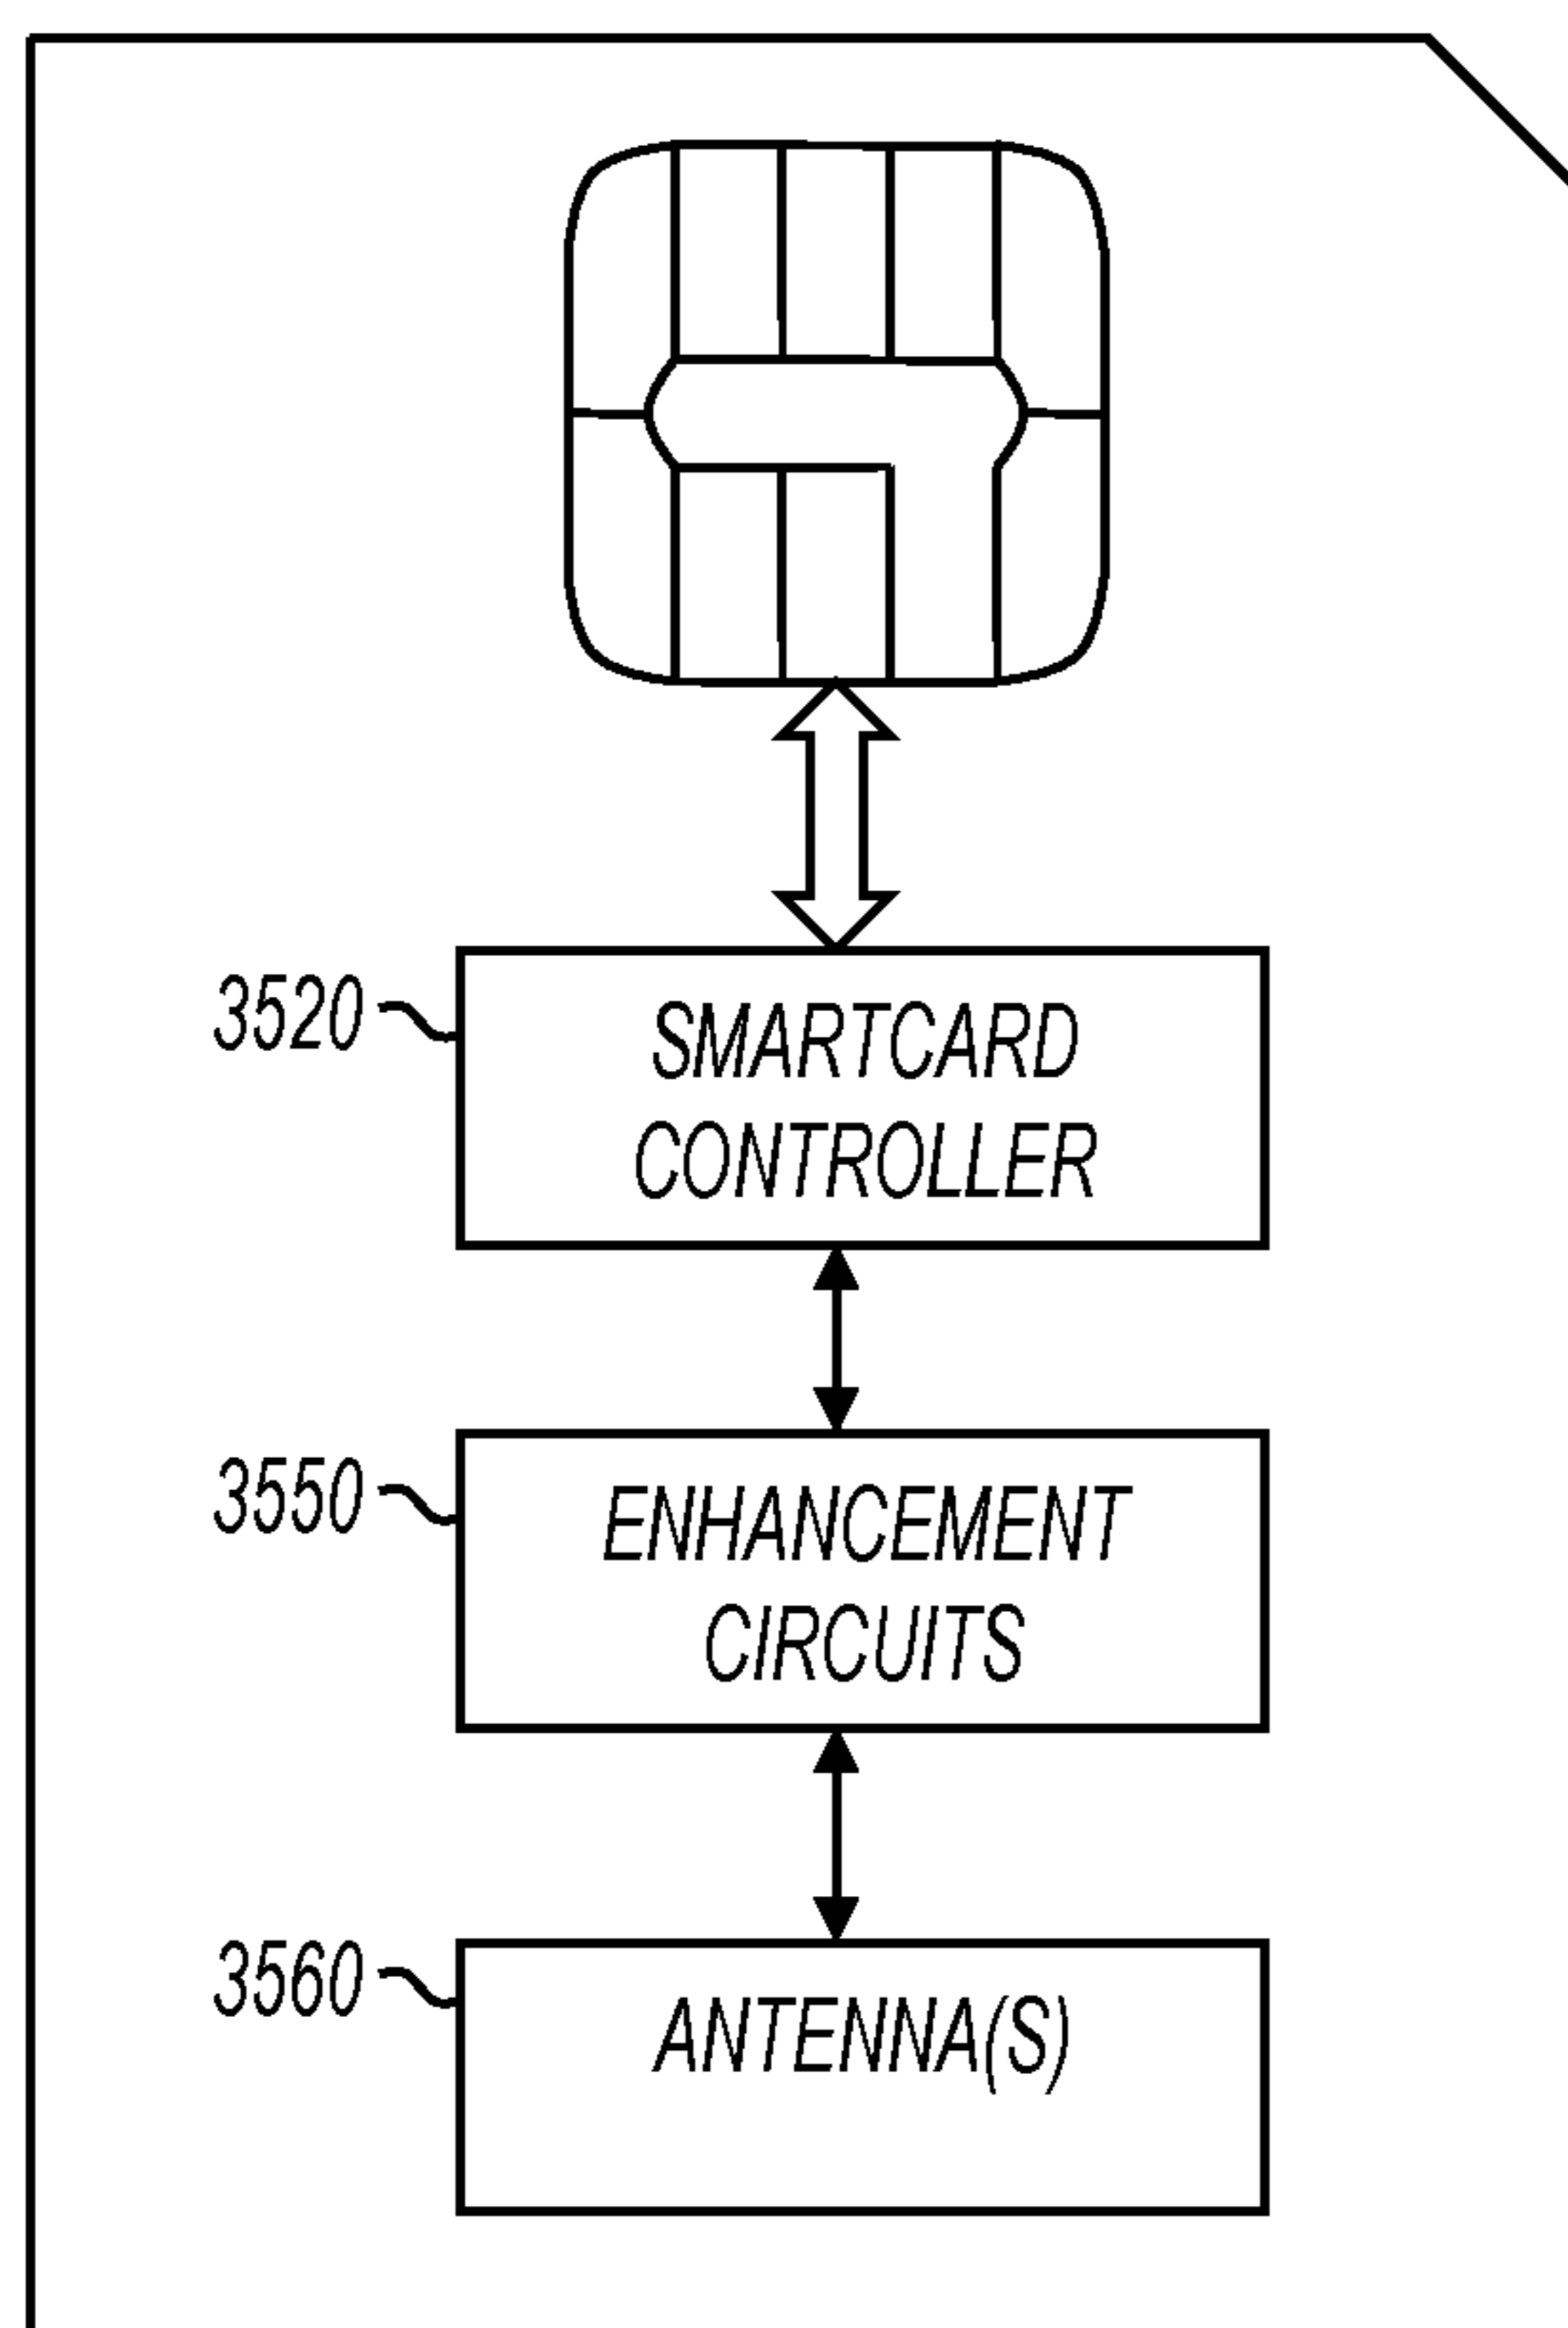 3520
SMARTCARD
CONTROLLER
3550
ENHANCEMENT
CIRCUITS
3560
ANTENNA(S)